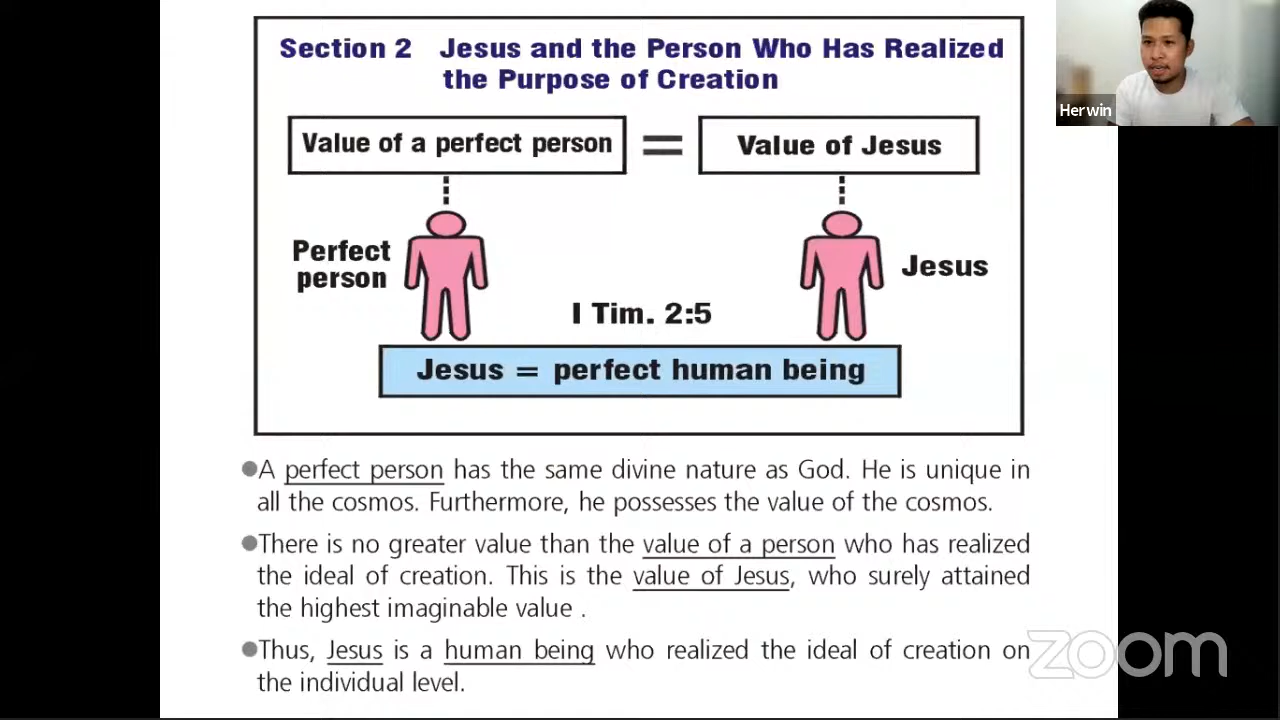 Section 2 Jesus and the Person Who Has Realized
the Purpose of Creation
Herwin
Value of a perfect person = Value of Jesus
Perfect
person
Jesus
I Tim. 2:5
Jesus = perfect human being
●A perfect person has the same divine nature as God. He is unique in
all the cosmos. Furthermore, he possesses the value of the cosmos.
●There is no greater value than the value of a person who has realized
the ideal of creation. This is the value of Jesus, who surely attained
the highest imaginable value .
●Thus, Jesus is a human being who realized the ideal of creation on
the individual level.
zoom